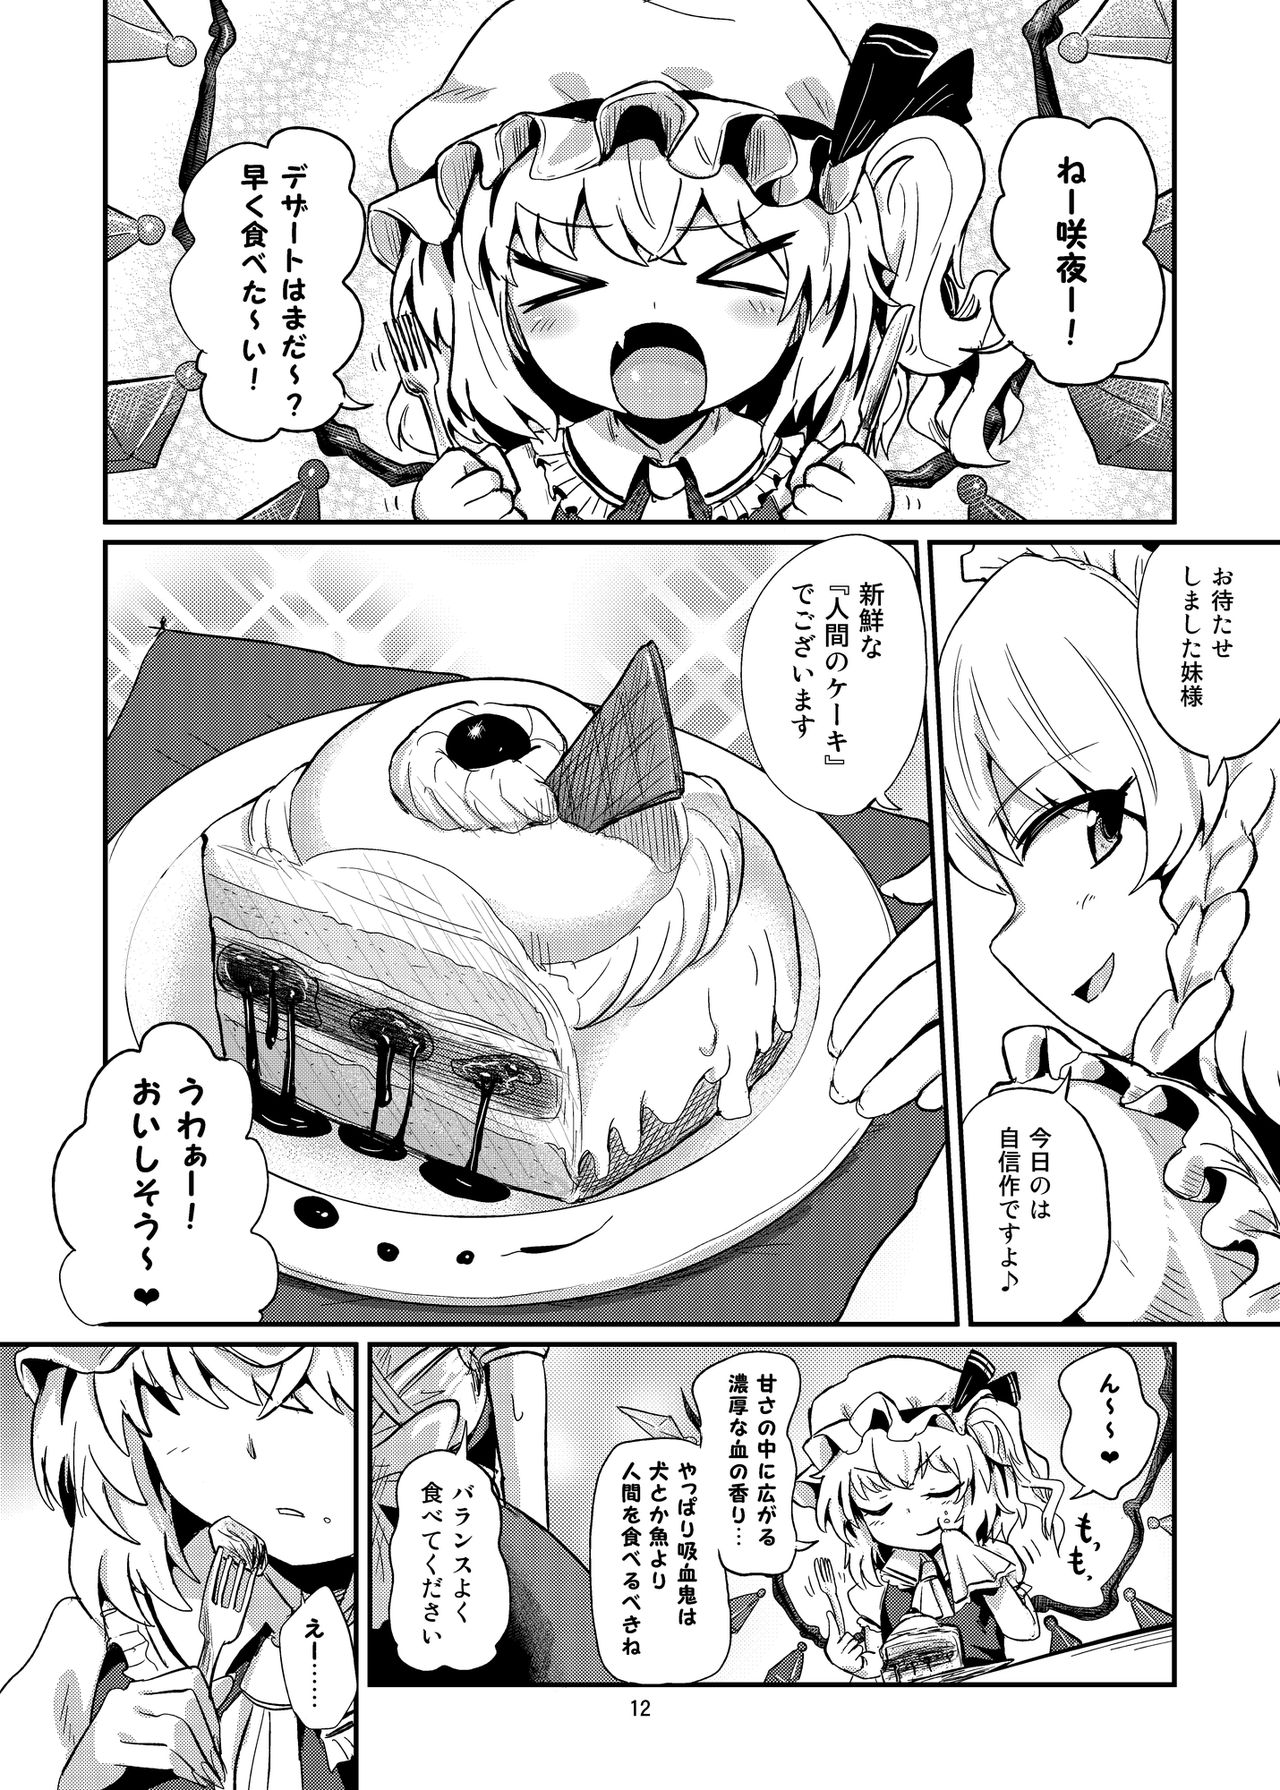 ねー咲夜ー！
デザートはまだ～？
早く食べた～い！
お待たせ
しました妹様
今日のは
自信作ですよ♪
新鮮な
『人間のケーキ』
でございます
うわぁー！
おいしそう～❤
ん～～❤
もっもっ
甘さの中に広がる
濃厚な血の香り…
やっぱり吸血鬼は
犬とか魚より
人間を食べるべきね
バランスよく
食べてください
えー……
12